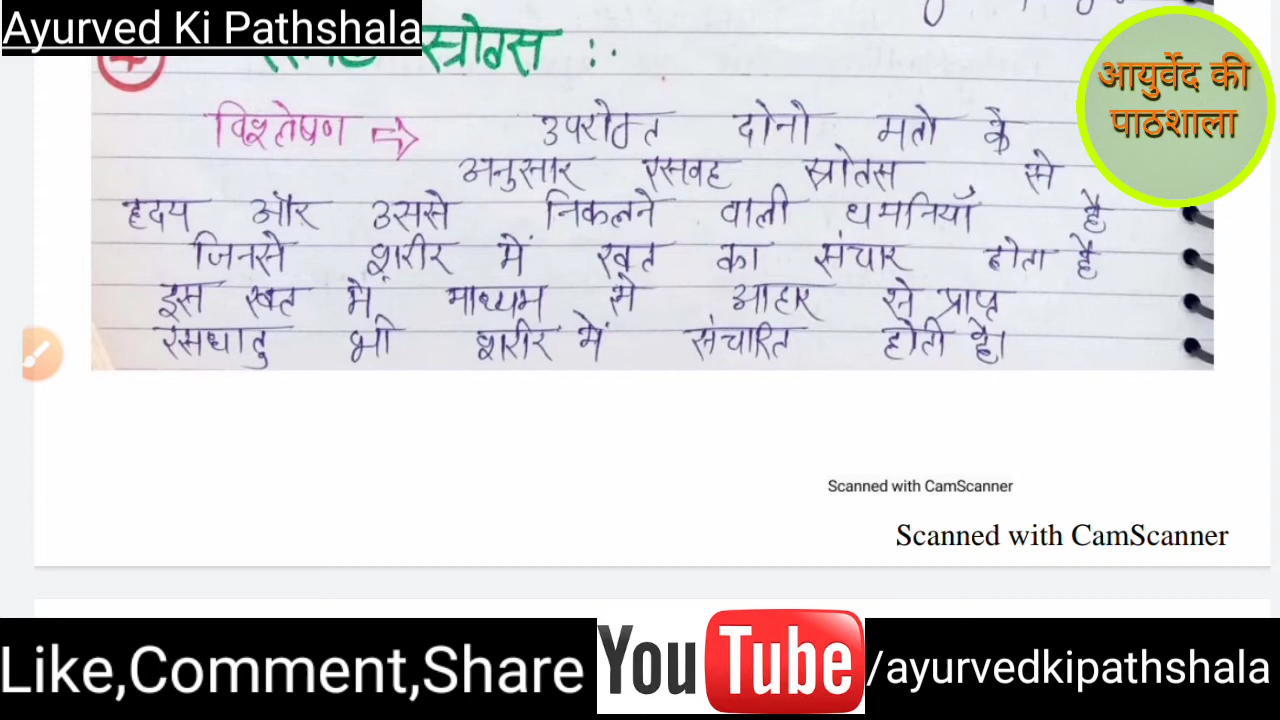 Ayurved Ki Pathshala
स्रोतस :.
आयुर्वेद की
पाठशाला
विश्लेषण ⇒ उपरोक्त दोनो मतो के
अनुसार रसवह स्रोतस से
हृदय और उससे निकलने वाली धमनियाँ है
जिनसे शरीर में रक्त का संचार होता है
इस रक्त में माध्यम से आहार से प्राप्त
रसधातु भी शरीर में संचारित होती है।
Scanned with CamScanner
Scanned with CamScanner
Like,Comment,Share YouTube/ayurvedkipathshala